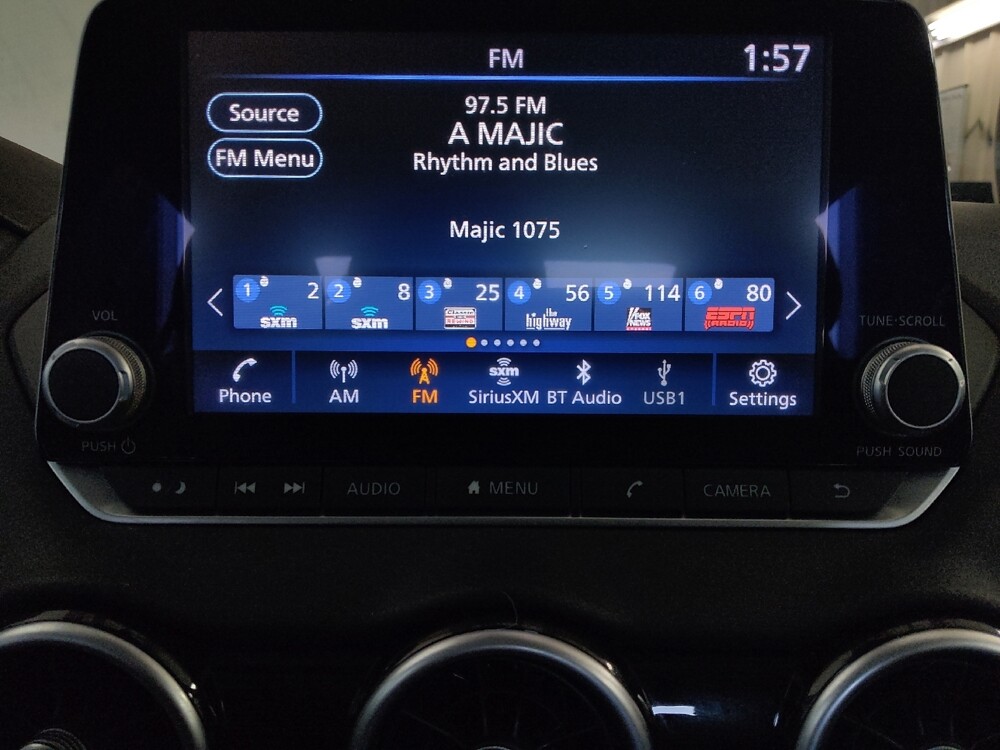 FM 1:57
Source
97.5 FM
A MAJIC
FM Menu
Rhythm and Blues
Majic 1075
1 2 2 8 3 25 4 56 5 114 6 80
sxm sxm Classic REWIND the highway FOX NEWS ESPN RADIO
VOL TUNE·SCROLL
Phone AM FM sxm SiriusXM BT Audio USB1 Settings
PUSH PUSH SOUND
AUDIO MENU CAMERA